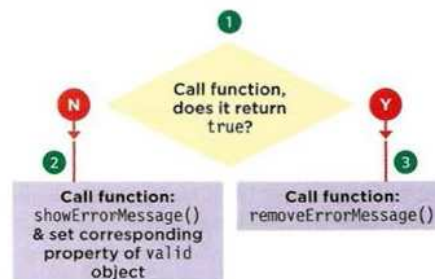 1
Call function,
does it return
true?
N
Y
2
3
Call function:
showErrorMessage()
& set corresponding
property of valid
object
Call function:
removeErrorMessage()